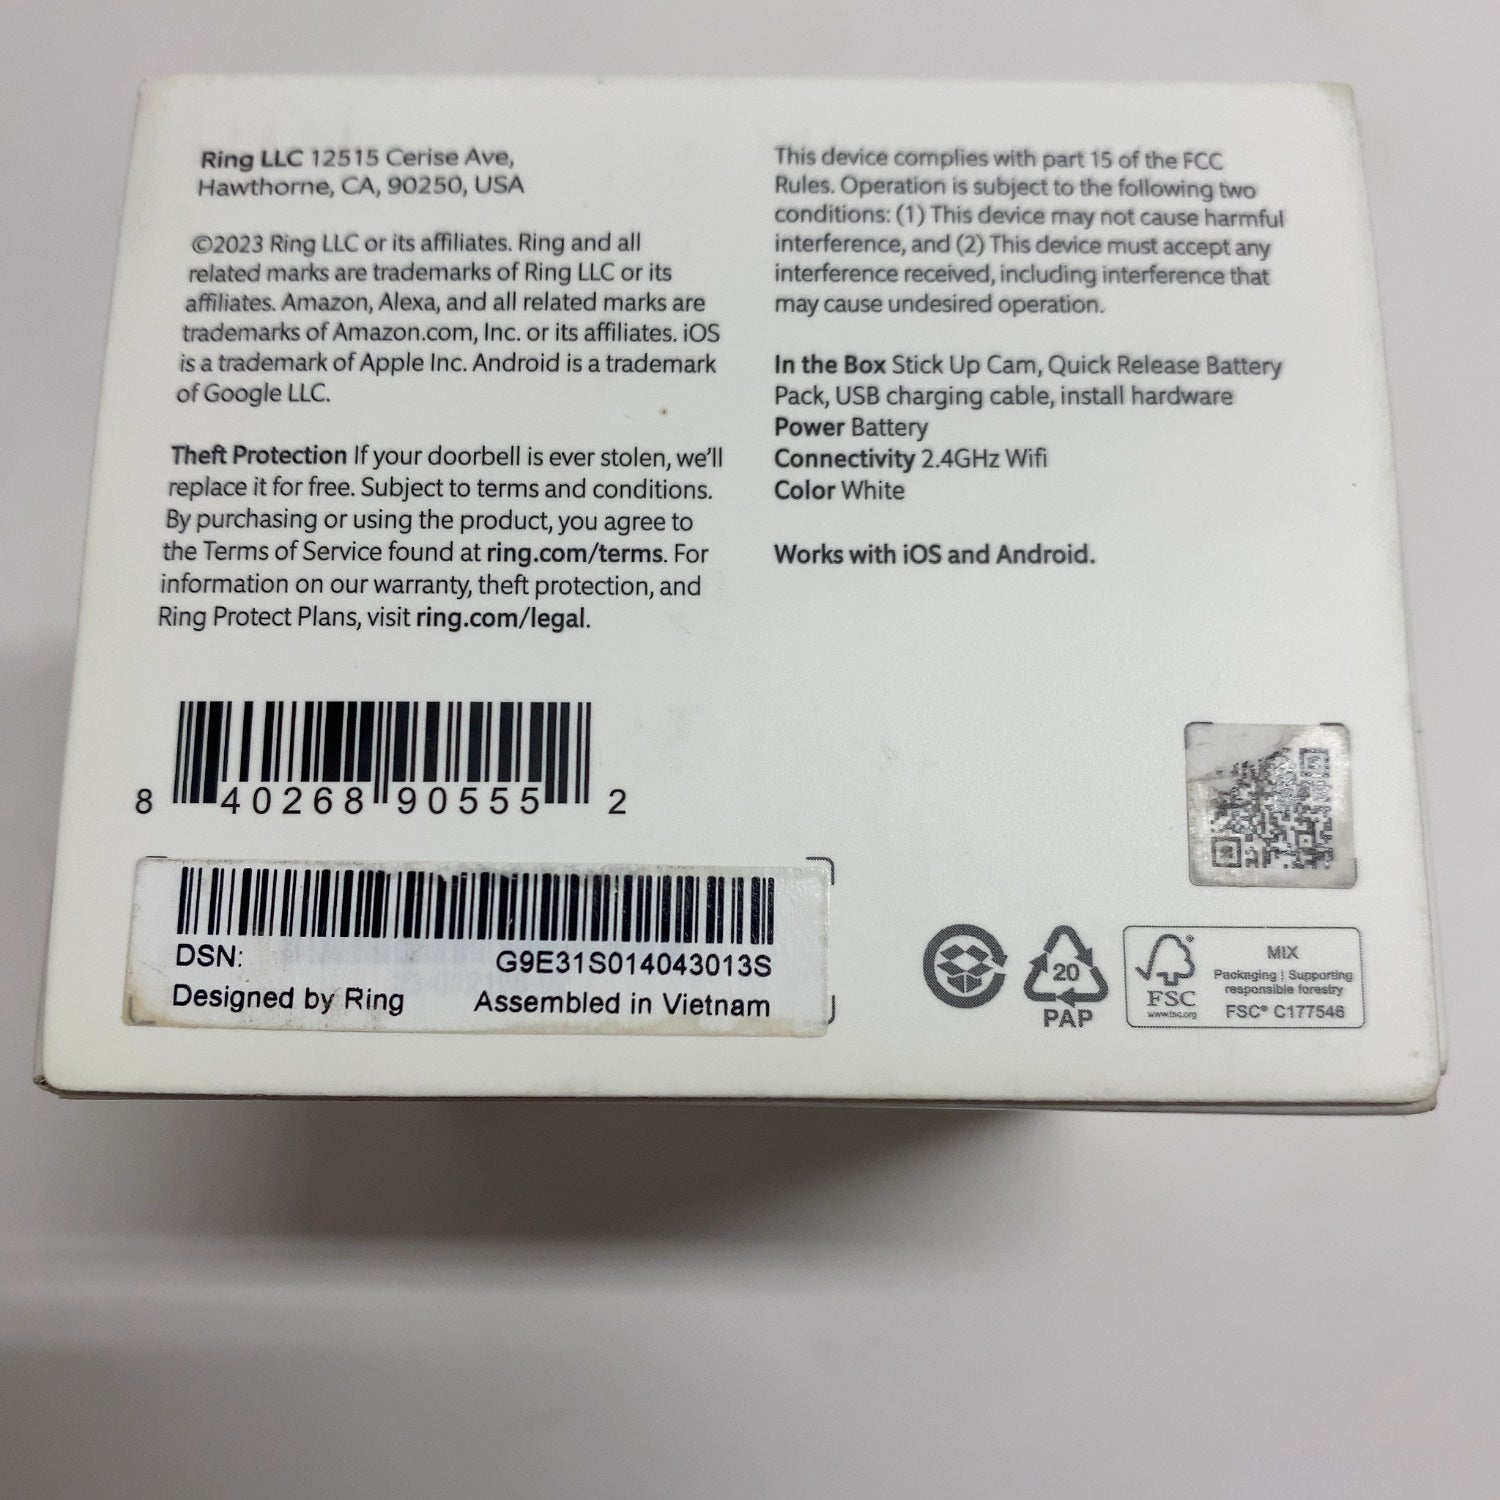 Ring LLC 12515 Cerise Ave,
Hawthorne, CA, 90250, USA
©2023 Ring LLC or its affiliates. Ring and all
related marks are trademarks of Ring LLC or its
affiliates. Amazon, Alexa, and all related marks are
trademarks of Amazon.com, Inc. or its affiliates. iOS
is a trademark of Apple Inc. Android is a trademark
of Google LLC.
Theft Protection If your doorbell is ever stolen, we'll
replace it for free. Subject to terms and conditions.
By purchasing or using the product, you agree to
the Terms of Service found at ring.com/terms. For
information on our warranty, theft protection, and
Ring Protect Plans, visit ring.com/legal.
This device complies with part 15 of the FCC
Rules. Operation is subject to the following two
conditions: (1) This device may not cause harmful
interference, and (2) This device must accept any
interference received, including interference that
may cause undesired operation.
In the Box Stick Up Cam, Quick Release Battery
Pack, USB charging cable, install hardware
Power Battery
Connectivity 2.4GHz Wifi
Color White
Works with iOS and Android.
8 40268 90555 2
DSN: G9E31S014043013S
Designed by Ring Assembled in Vietnam
20
PAP
FSC
www.fsc.org
MIX
Packaging | Supporting
responsible forestry
FSC® C177546